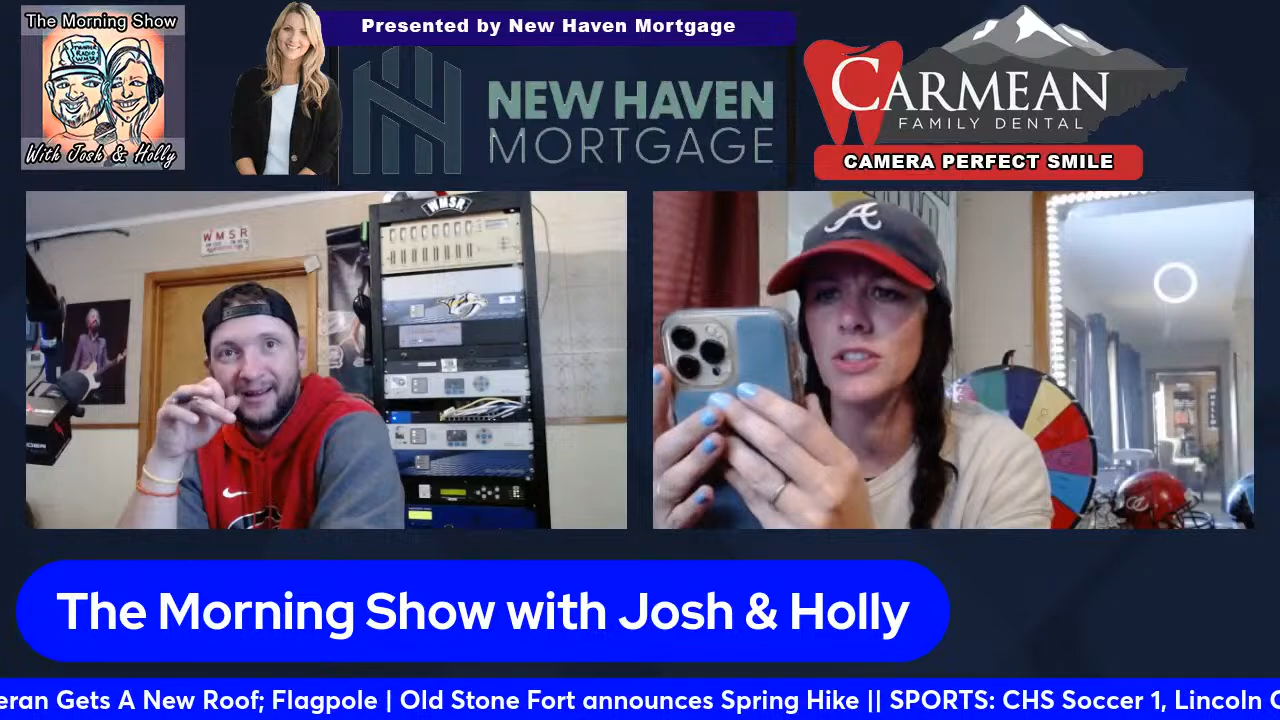 The Morning Show
With Josh & Holly
Presented by New Haven Mortgage
NEW HAVEN
MORTGAGE
CARMEAN
FAMILY DENTAL
CAMERA PERFECT SMILE
WMSR
WMSR
A
HELLO
The Morning Show with Josh & Holly
eran Gets A New Roof; Flagpole | Old Stone Fort announces Spring Hike || SPORTS: CHS Soccer 1, Lincoln C